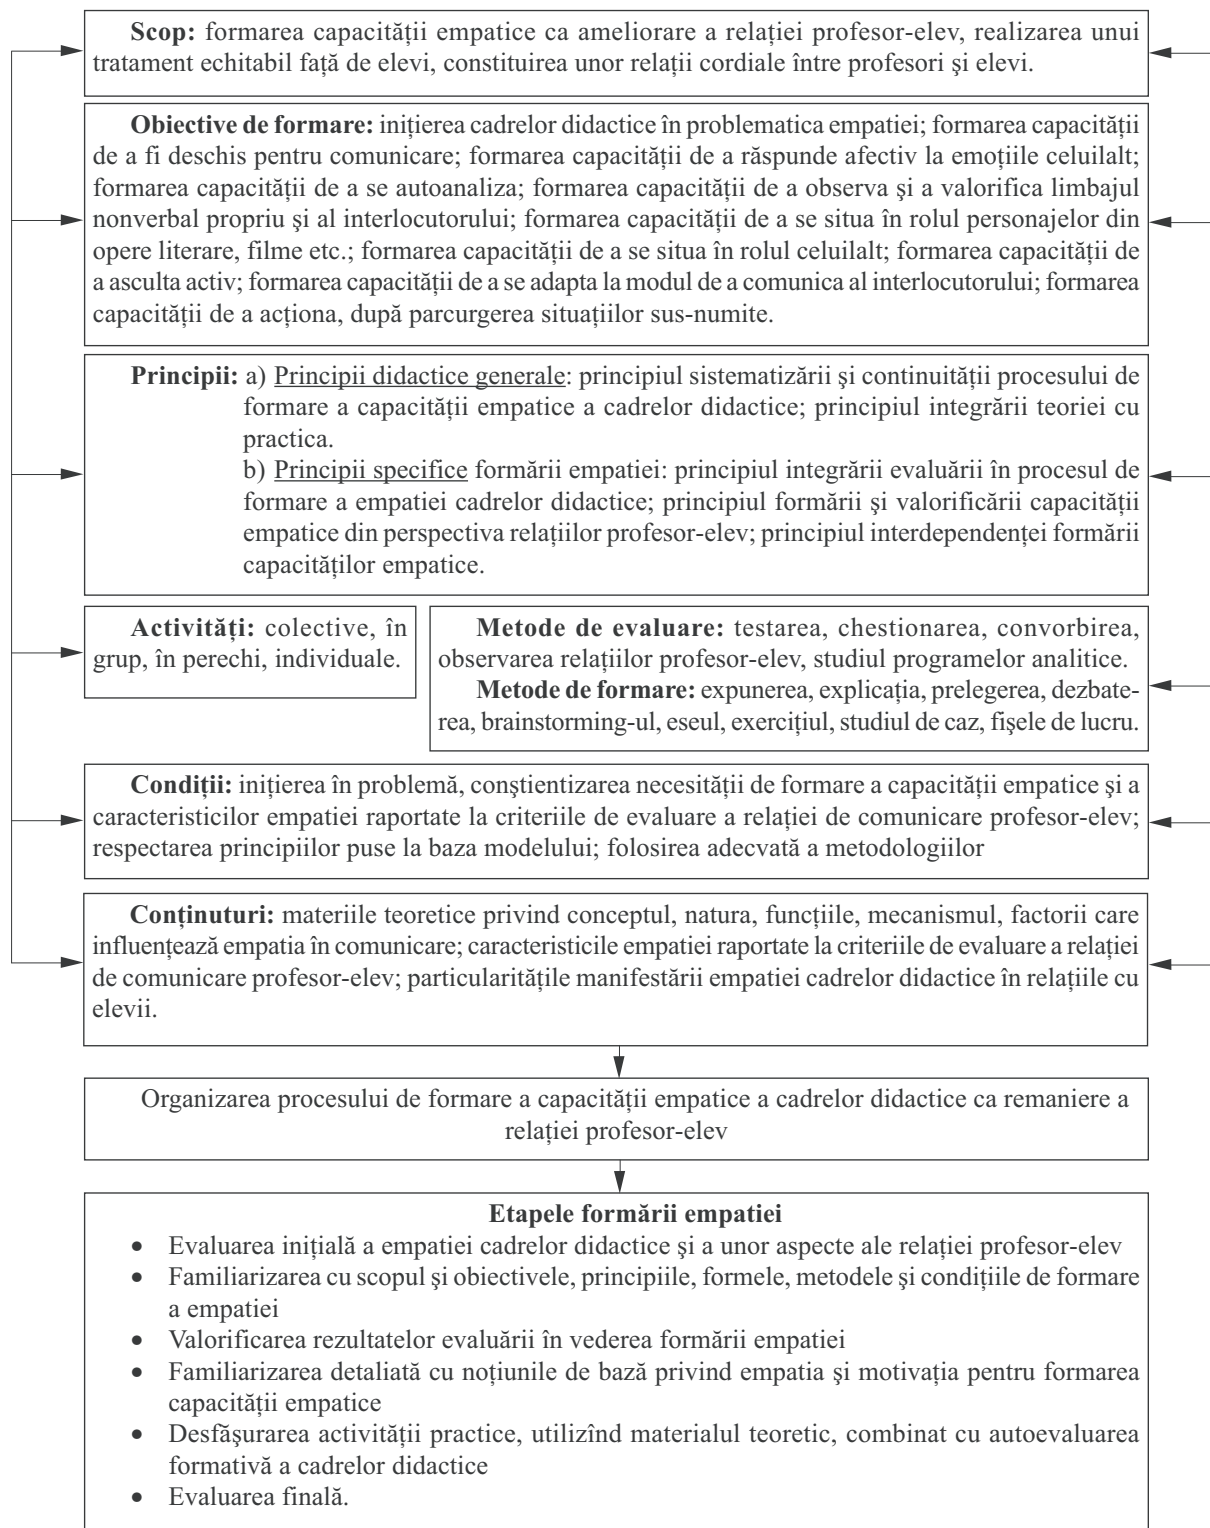 Scop: formarea capacității empatice ca ameliorare a relației profesor-elev, realizarea unui
tratament echitabil față de elevi, constituirea unor relații cordiale între profesori şi elevi.
Obiective de formare: inițierea cadrelor didactice în problematica empatiei; formarea capacității
de a fi deschis pentru comunicare; formarea capacității de a răspunde afectiv la emoțiile celuilalt;
formarea capacității de a se autoanaliza; formarea capacității de a observa şi a valorifica limbajul
nonverbal propriu şi al interlocutorului; formarea capacității de a se situa în rolul personajelor din
opere literare, filme etc.; formarea capacității de a se situa în rolul celuilalt; formarea capacității de
a asculta activ; formarea capacității de a se adapta la modul de a comunica al interlocutorului; formarea
capacității de a acționa, după parcurgerea situațiilor sus-numite.
Principii: a) Principii didactice generale: principiul sistematizării şi continuității procesului de
formare a capacității empatice a cadrelor didactice; principiul integrării teoriei cu
practica.
b) Principii specifice formării empatiei: principiul integrării evaluării în procesul de
formare a empatiei cadrelor didactice; principiul formării şi valorificării capacității
empatice din perspectiva relațiilor profesor-elev; principiul interdependenței formării
capacităților empatice.
Activități: colective, în
grup, în perechi, individuale.
Metode de evaluare: testarea, chestionarea, convorbirea,
observarea relațiilor profesor-elev, studiul programelor analitice.
Metode de formare: expunerea, explicația, prelegerea, dezbate-
rea, brainstorming-ul, eseul, exercițiul, studiul de caz, fişele de lucru.
Condiții: inițierea în problemă, conştientizarea necesității de formare a capacității empatice şi a
caracteristicilor empatiei raportate la criteriile de evaluare a relației de comunicare profesor-elev;
respectarea principiilor puse la baza modelului; folosirea adecvată a metodologiilor
Conținuturi: materiile teoretice privind conceptul, natura, funcțiile, mecanismul, factorii care
influențează empatia în comunicare; caracteristicile empatiei raportate la criteriile de evaluare a relației
de comunicare profesor-elev; particularitățile manifestării empatiei cadrelor didactice în relațiile cu
elevii.
Organizarea procesului de formare a capacității empatice a cadrelor didactice ca remaniere a
relației profesor-elev
Etapele formării empatiei
• Evaluarea inițială a empatiei cadrelor didactice şi a unor aspecte ale relației profesor-elev
• Familiarizarea cu scopul şi obiectivele, principiile, formele, metodele şi condițiile de formare
a empatiei
• Valorificarea rezultatelor evaluării în vederea formării empatiei
• Familiarizarea detaliată cu noțiunile de bază privind empatia şi motivația pentru formarea
capacității empatice
• Desfăşurarea activității practice, utilizînd materialul teoretic, combinat cu autoevaluarea
formativă a cadrelor didactice
• Evaluarea finală.